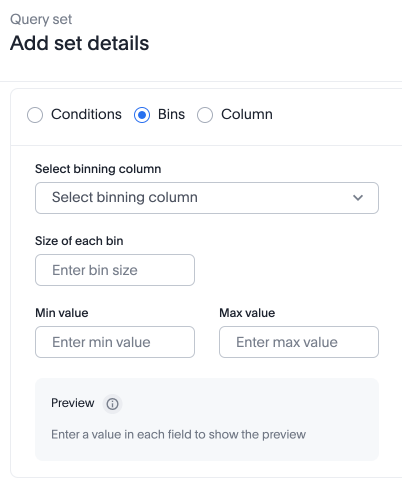 Query set
Add set details
Conditions Bins Column
Select binning column
Select binning column
Size of each bin
Enter bin size
Min value Max value
Enter min value Enter max value
Preview
Enter a value in each field to show the preview